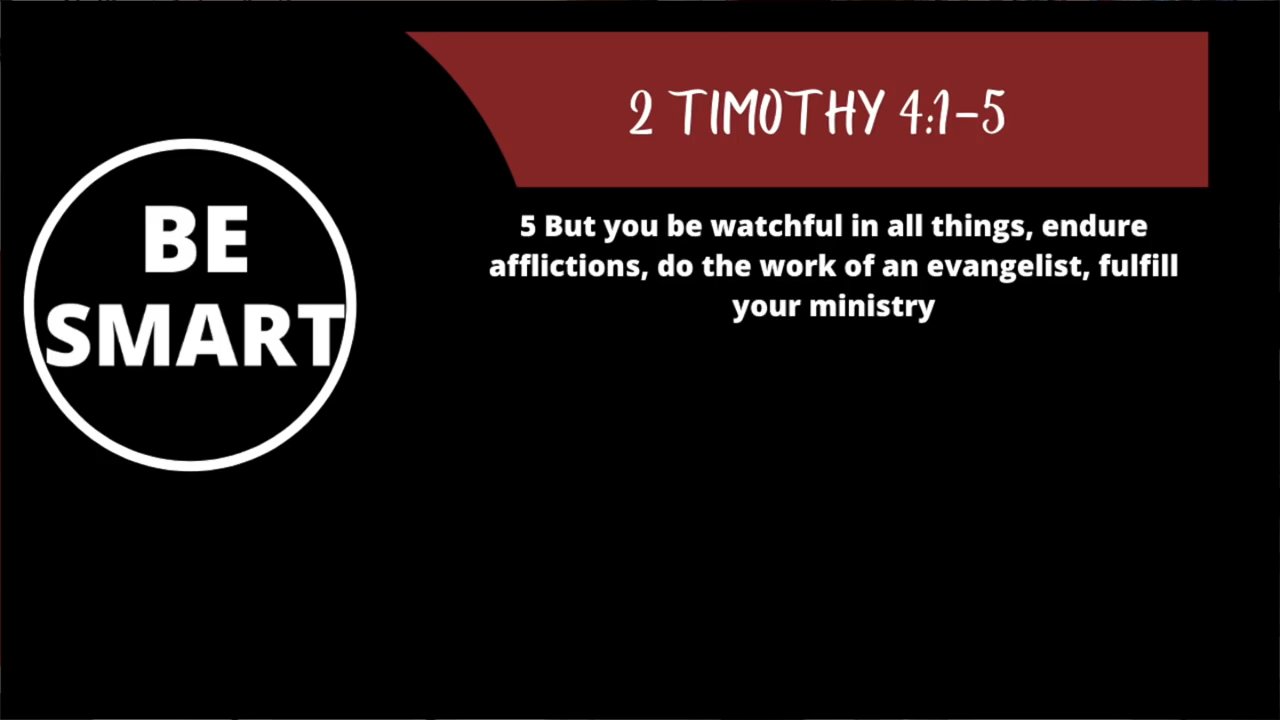 BE
SMART
2 TIMOTHY 4:1-5
5 But you be watchful in all things, endure
afflictions, do the work of an evangelist, fulfill
your ministry